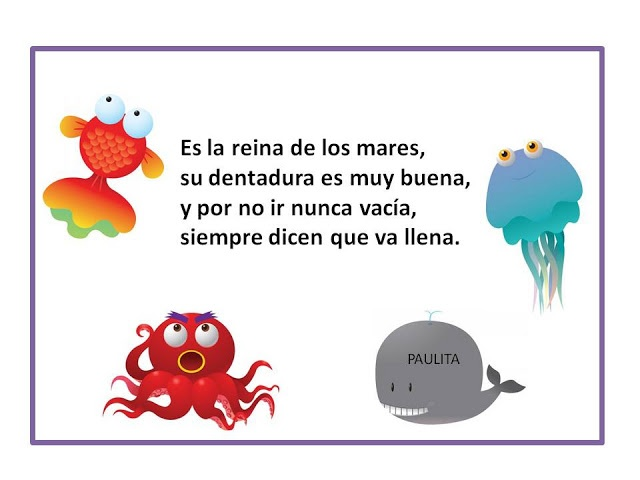 Es la reina de los mares,
su dentadura es muy buena,
y por no ir nunca vacía,
siempre dicen que va llena.
PAULITA